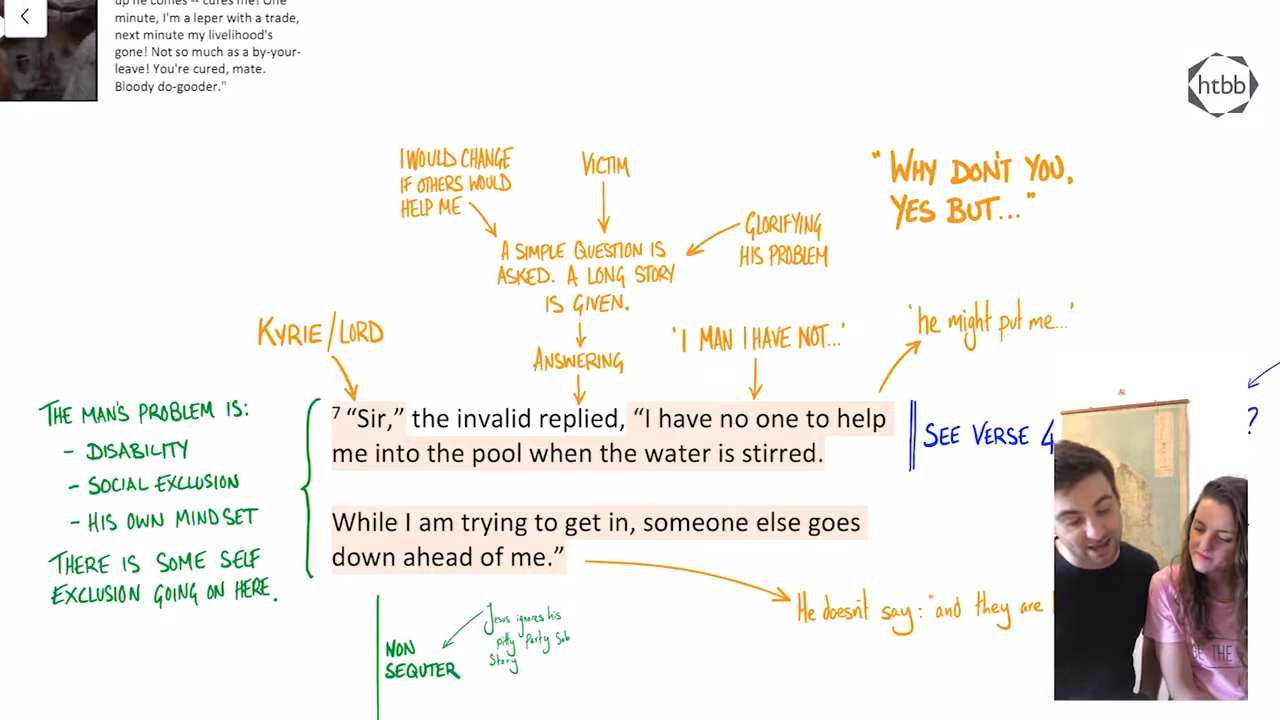 up he comes -- cures me! One
minute, I'm a leper with a trade,
next minute my livelihood's
gone! Not so much as a by-your-
leave! You're cured, mate.
Bloody do-gooder."
htbb
I WOULD CHANGE
IF OTHERS WOULD
HELP ME
VICTIM
GLORIFYING
HIS PROBLEM
"WHY DON'T YOU,
YES BUT..."
A SIMPLE QUESTION IS
ASKED. A LONG STORY
IS GIVEN.
KYRIE/LORD
ANSWERING
'I MAN I HAVE NOT...'
'he might put me...'
THE MAN'S PROBLEM IS:
- DISABILITY
- SOCIAL EXCLUSION
- HIS OWN MINDSET
THERE IS SOME SELF
EXCLUSION GOING ON HERE.
7 “Sir,” the invalid replied, “I have no one to help
me into the pool when the water is stirred.
While I am trying to get in, someone else goes
down ahead of me.”
SEE VERSE 4
?
He doesn't say: "and they are
NON
SEQUTER
Jesus ignores his
pitty Party Sob
Story
THE